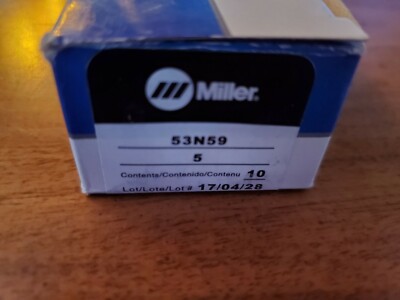 Miller.
53N59
5
Contents/Contenido/Contenu 10
Lot/Lote/Lot # 17/04/28